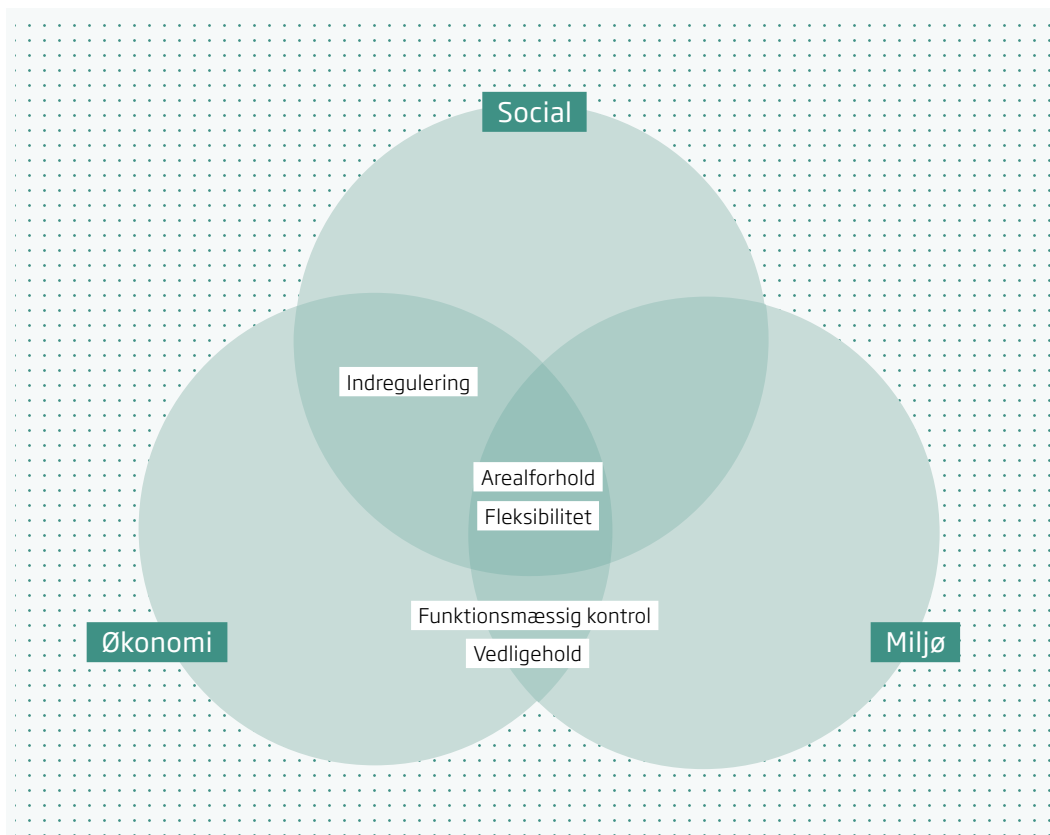 Social
Indregulering
Arealforhold
Fleksibilitet
Funktionsmæssig kontrol
Økonomi
Miljø
Vedligehold